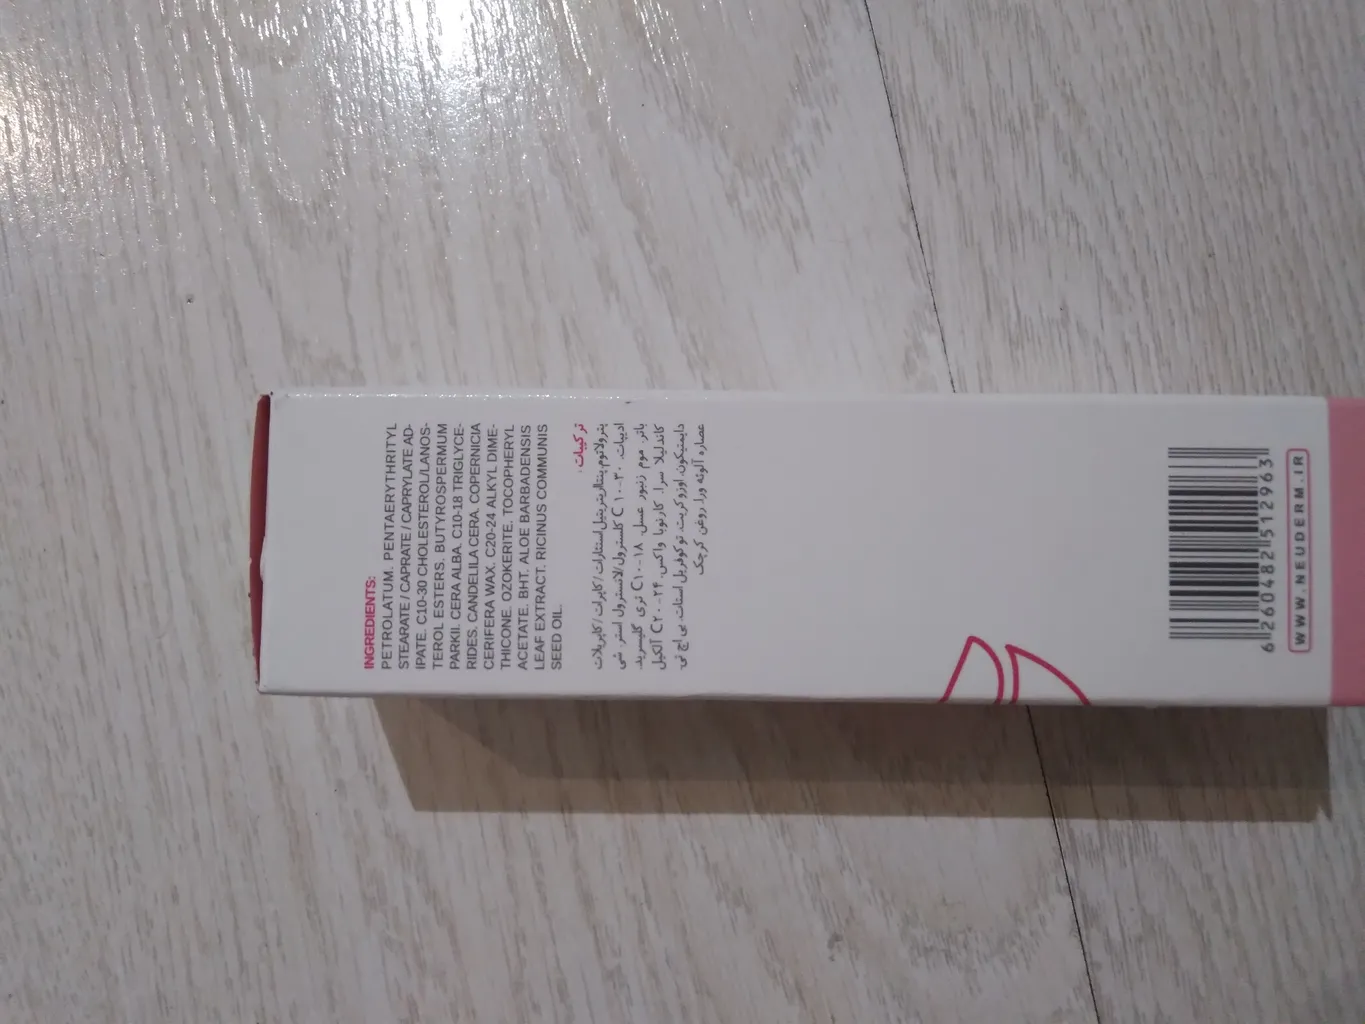 INGREDIENTS:
PETROLATUM. PENTAERYTHRITYL
STEARATE / CAPRATE / CAPRYLATE AD-
IPATE. C10-30 CHOLESTEROL/LANOS-
TEROL ESTERS. BUTYROSPERMUM
PARKII. CERA ALBA. C10-18 TRIGLYCE-
RIDES. CANDELILA CERA. COPERNICIA
CERIFERA WAX. C20-24 ALKYL DIME-
THICONE. OZOKERITE. TOCOPHERYL
ACETATE. BHT. ALOE BARBADENSIS
LEAF EXTRACT. RICINUS COMMUNIS
SEED OIL.
ترکیبات:
پترولاتوم. پنتااریتریتیل استئارات / کاپرات / کاپریلات
ادیپات. C ۱۰-۳۰ کلسترول/لانسترول استر. شی
باتر. موم زنبور عسل. C۱۰-۱۸ تری گلیسرید.
کاندلیلا سرا. کارنوبا واکس. C۲۰-۲۴ آلکیل
دایمتیکون. اوزوکریت. توکوفریل استات. بی اچ تی.
عصاره آلوئه ورا. روغن کرچک
6 260482 512963
WWW.NEUDERM.IR